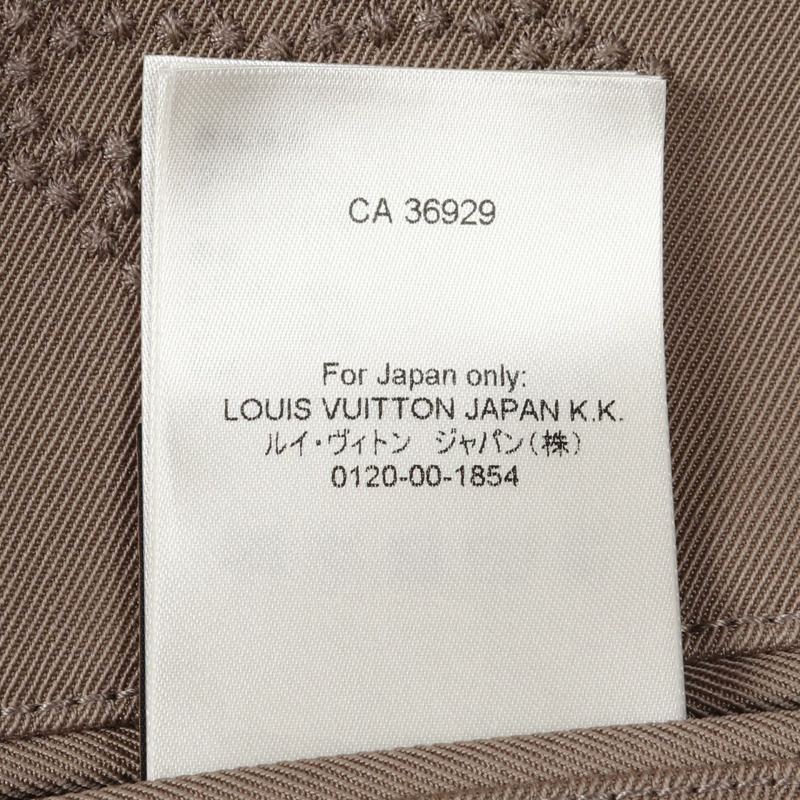 CA 36929
For Japan only:
LOUIS VUITTON JAPAN K.K.
ルイ・ヴィトン　ジャパン(株)
0120-00-1854